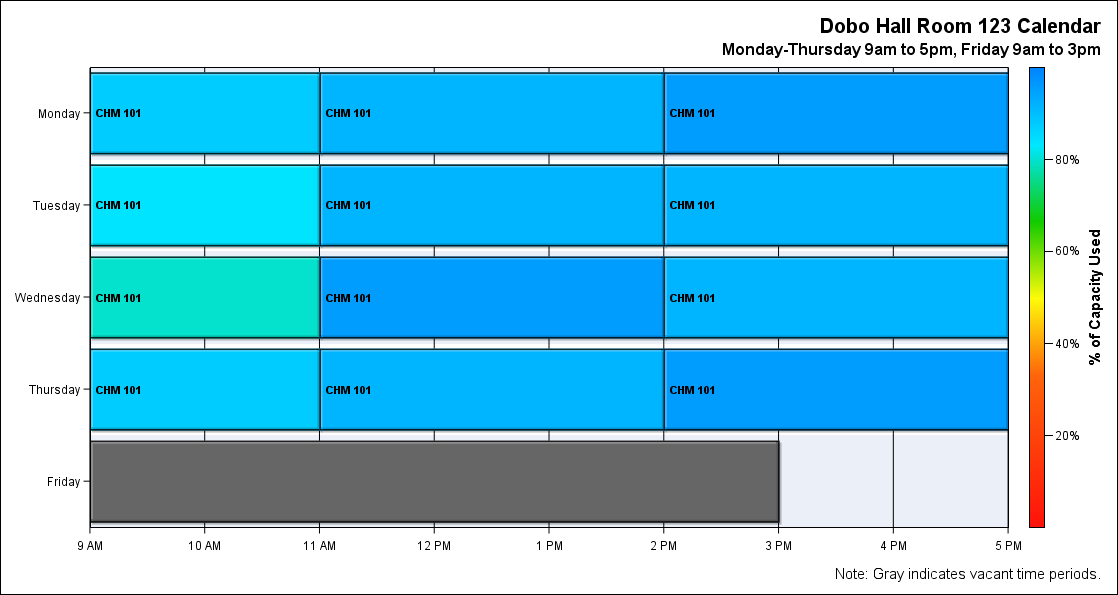 Dobo Hall Room 123 Calendar
Monday-Thursday 9am to 5pm, Friday 9am to 3pm
Monday CHM 101 CHM 101 CHM 101
Tuesday CHM 101 CHM 101 CHM 101
Wednesday CHM 101 CHM 101 CHM 101
Thursday CHM 101 CHM 101 CHM 101
Friday
9 AM 10 AM 11 AM 12 PM 1 PM 2 PM 3 PM 4 PM 5 PM
80%
60%
40%
20%
% of Capacity Used
Note: Gray indicates vacant time periods.